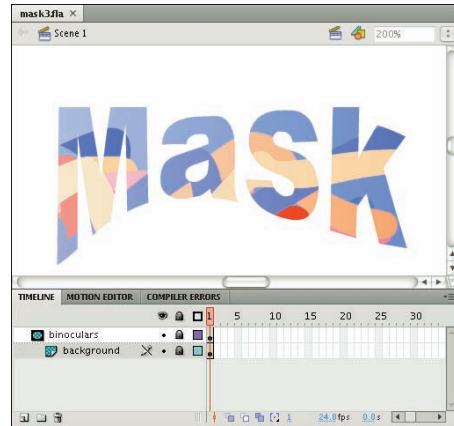 mask3.fla ×
Scene 1 200%
Mask
TIMELINE MOTION EDITOR COMPILER ERRORS
1 5 10 15 20 25 30
binoculars
background
1 24.0fps 0.0s